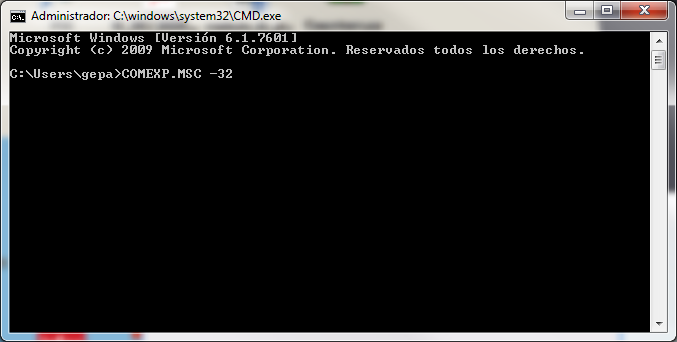 Administrador: C:\windows\system32\CMD.exe
Microsoft Windows [Versión 6.1.7601]
Copyright (c) 2009 Microsoft Corporation. Reservados todos los derechos.
C:\Users\gepa>COMEXP.MSC -32